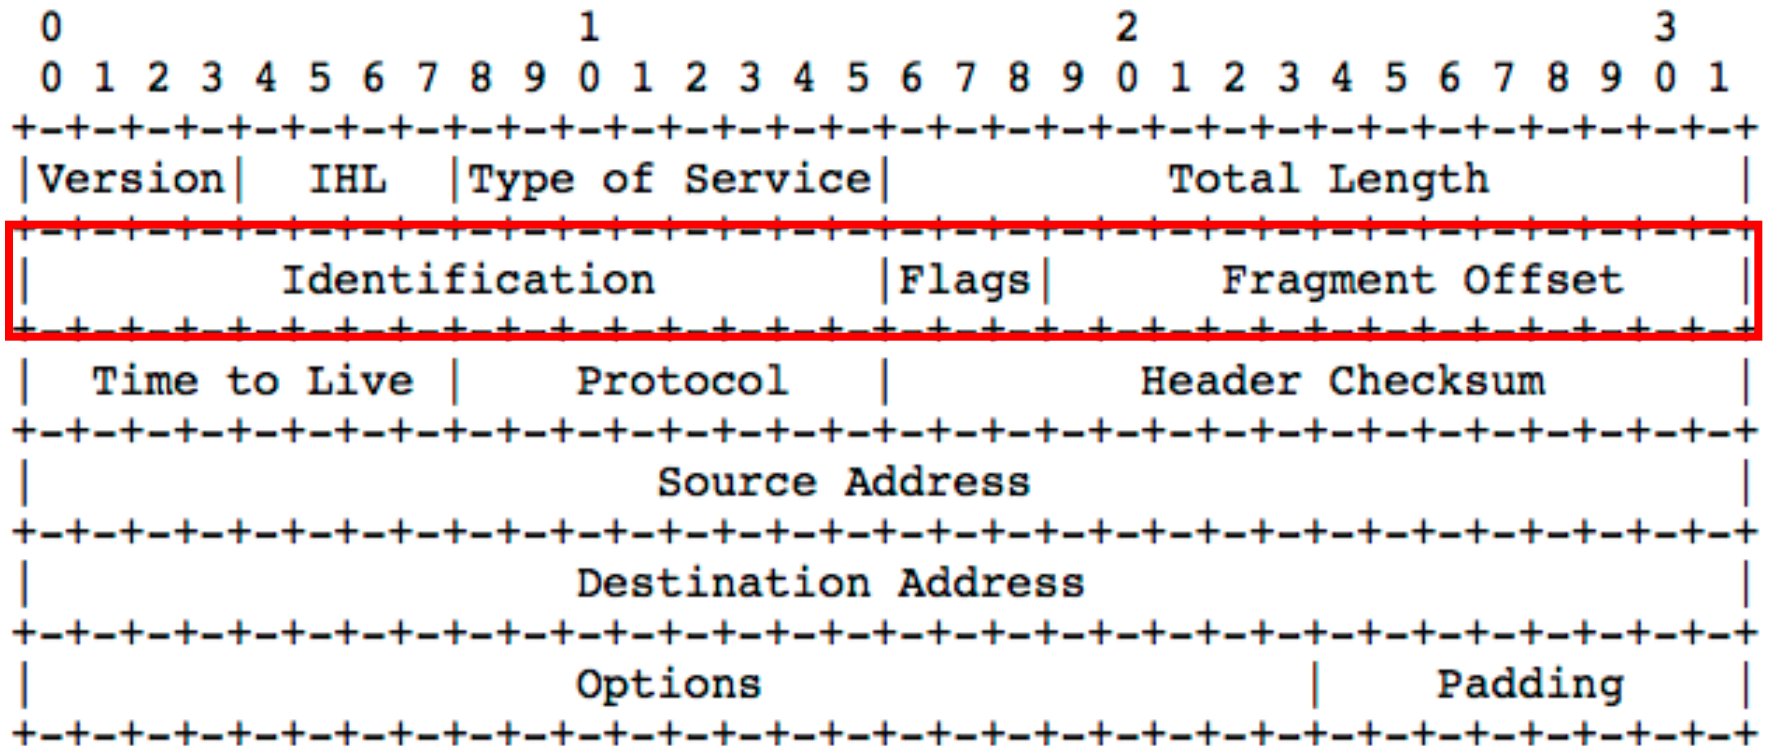 0                   1                   2                   3
 0 1 2 3 4 5 6 7 8 9 0 1 2 3 4 5 6 7 8 9 0 1 2 3 4 5 6 7 8 9 0 1
+-+-+-+-+-+-+-+-+-+-+-+-+-+-+-+-+-+-+-+-+-+-+-+-+-+-+-+-+-+-+-+-+
|Version|  IHL  |Type of Service|          Total Length         |
+-+-+-+-+-+-+-+-+-+-+-+-+-+-+-+-+-+-+-+-+-+-+-+-+-+-+-+-+-+-+-+-+
|         Identification        |Flags|      Fragment Offset    |
+-+-+-+-+-+-+-+-+-+-+-+-+-+-+-+-+-+-+-+-+-+-+-+-+-+-+-+-+-+-+-+-+
|  Time to Live |    Protocol   |         Header Checksum       |
+-+-+-+-+-+-+-+-+-+-+-+-+-+-+-+-+-+-+-+-+-+-+-+-+-+-+-+-+-+-+-+-+
|                       Source Address                          |
+-+-+-+-+-+-+-+-+-+-+-+-+-+-+-+-+-+-+-+-+-+-+-+-+-+-+-+-+-+-+-+-+
|                    Destination Address                        |
+-+-+-+-+-+-+-+-+-+-+-+-+-+-+-+-+-+-+-+-+-+-+-+-+-+-+-+-+-+-+-+-+
|                    Options                    |    Padding    |
+-+-+-+-+-+-+-+-+-+-+-+-+-+-+-+-+-+-+-+-+-+-+-+-+-+-+-+-+-+-+-+-+